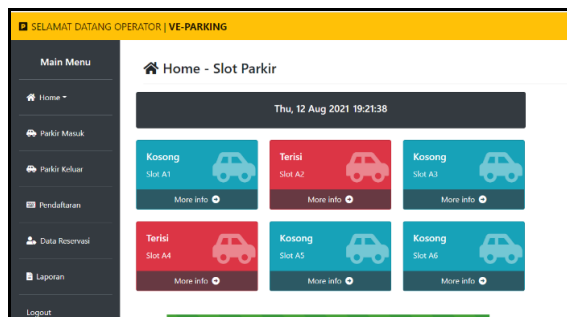 SELAMAT DATANG OPERATOR | VE-PARKING
Main Menu
Home
Parkir Masuk
Parkir Keluar
Pendaftaran
Data Reservasi
Laporan
Logout
Home - Slot Parkir
Thu, 12 Aug 2021 19:21:38
Kosong
Slot A1
More info
Terisi
Slot A2
More info
Kosong
Slot A3
More info
Terisi
Slot A4
More info
Kosong
Slot A5
More info
Kosong
Slot A6
More info